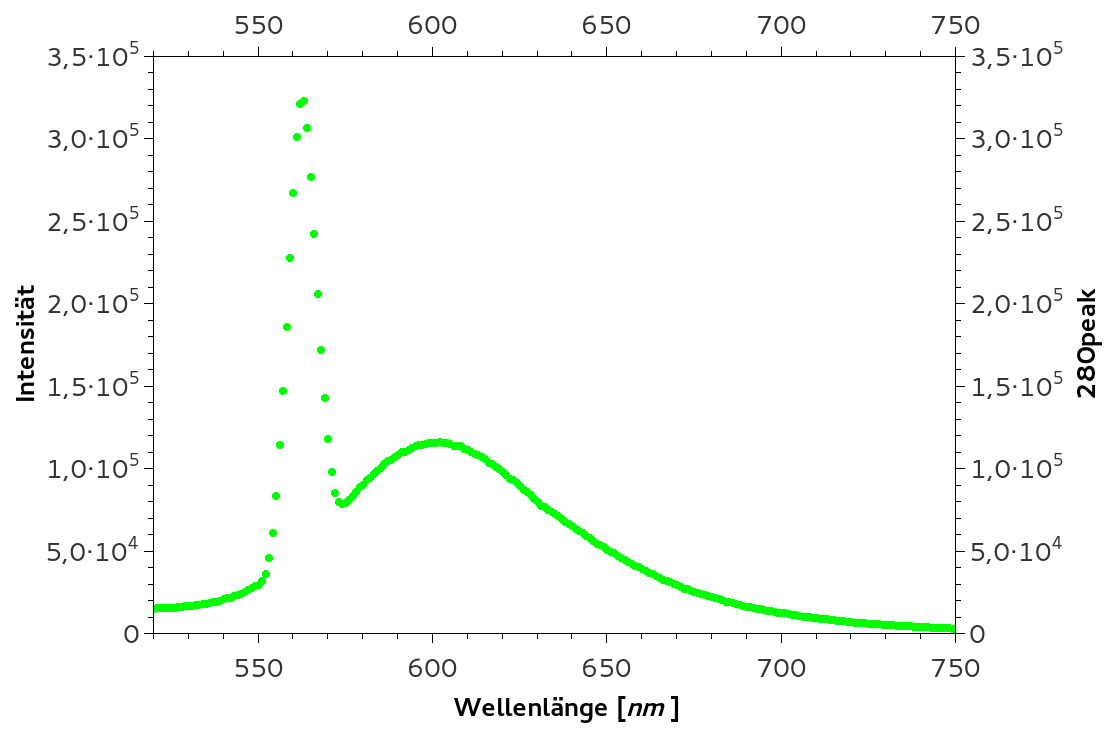 550 600 650 700 750
3,5·10⁵ 3,5·10⁵
3,0·10⁵ 3,0·10⁵
2,5·10⁵ 2,5·10⁵
2,0·10⁵ 2,0·10⁵
Intensität
280peak
1,5·10⁵ 1,5·10⁵
1,0·10⁵ 1,0·10⁵
5,0·10⁴ 5,0·10⁴
0 0
550 600 650 700 750
Wellenlänge [nm ]